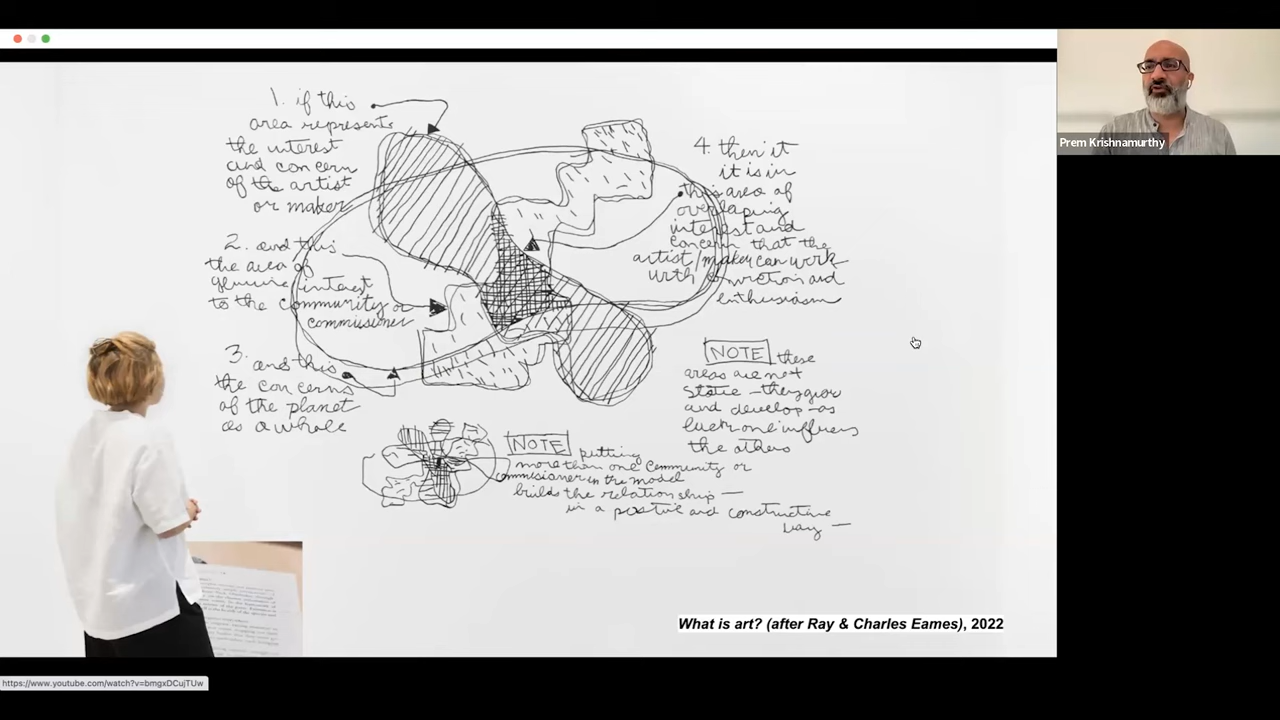 1. if this
area represents
the interest
and concern
of the artist
or maker
2. and this
the area of
genuine interest
to the community or
commissioner
3. and this
the concerns
of the planet
as a whole
4. then it
it is in
this area of
overlaping
interest and
concern that the
artist/maker can work
with conviction and
enthusiasm
NOTE these
areas are not
static – they grow
and develop – as
each one influences
the others
NOTE putting
more than one community or
commissioner in the model
builds the relationship —
in a positive and constructive
way —
What is art? (after Ray & Charles Eames), 2022
Prem Krishnamurthy
https://www.youtube.com/watch?v=bmgxDCujTUw